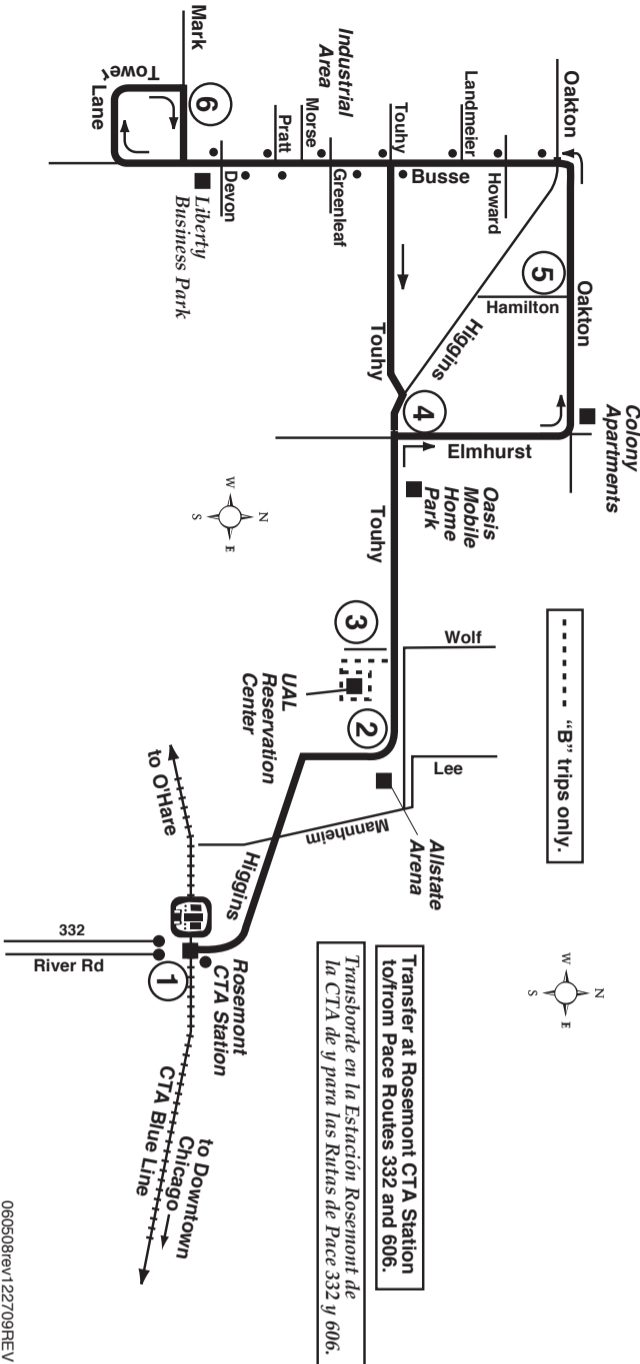 Mark
Tower
Lane
6
Industrial
Area
Pratt
Morse
Devon
Greenleaf
Liberty
Business Park
Touhy
Landmeier
Howard
Busse
Oakton
Oakton
5
Hamilton
Higgins
Touhy
4
Elmhurst
Colony
Apartments
Oasis
Mobile
Home
Park
Touhy
N
W
E
S
"B" trips only.
Wolf
3
UAL
Reservation
Center
2
Lee
Mannheim
Allstate
Arena
to O'Hare
Higgins
332
River Rd
1
Rosemont
CTA Station
CTA Blue Line
to Downtown
Chicago
N
W
E
S
Transfer at Rosemont CTA Station
to/from Pace Routes 332 and 606.
Transborde en la Estación Rosemont de
la CTA de y para las Rutas de Pace 332 y 606.
060508rev122709REV